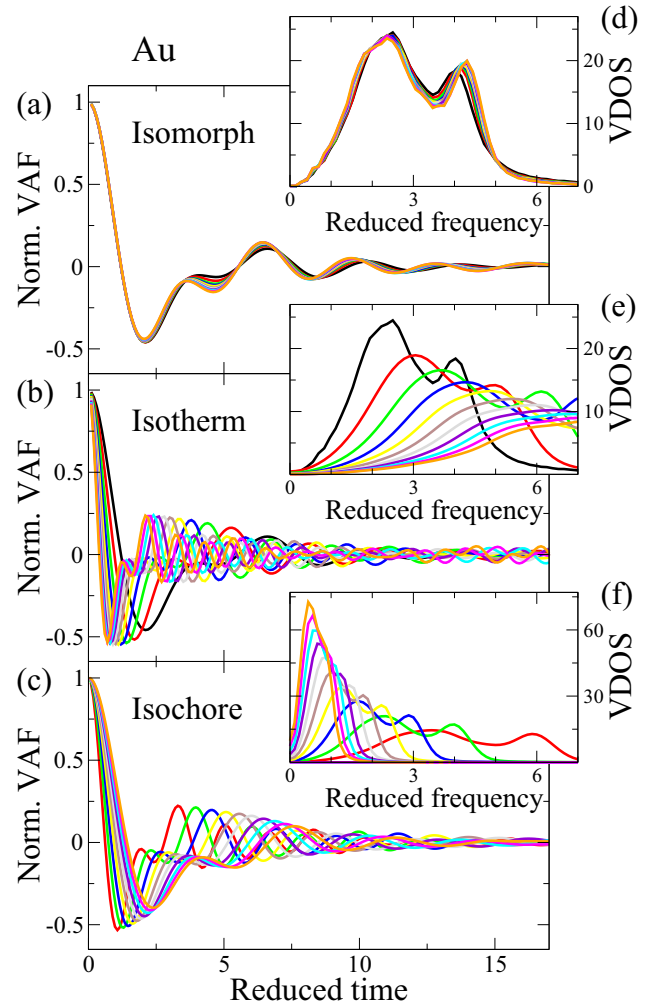 Au
(a)
Isomorph
Norm. VAF
1
0.5
0
-0.5
(d)
VDOS
20
10
0
0
3
6
Reduced frequency
(b)
Isotherm
Norm. VAF
1
0.5
0
-0.5
(e)
VDOS
20
10
0
3
6
Reduced frequency
(c)
Isochore
Norm. VAF
1
0.5
0
-0.5
(f)
VDOS
60
30
0
3
6
Reduced frequency
0
5
10
15
Reduced time